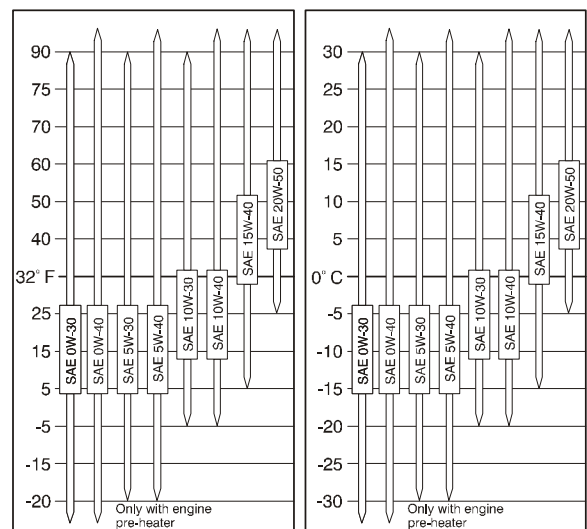 90
75
70
60
50
40
32° F
25
15
5
-5
-15
-20
SAE 0W-30
SAE 0W-40
SAE 5W-30
SAE 5W-40
SAE 10W-30
SAE 10W-40
SAE 15W-40
SAE 20W-50
Only with engine
pre-heater
30
25
20
15
10
5
0° C
-5
-10
-15
-20
-25
-30
SAE 0W-30
SAE 0W-40
SAE 5W-30
SAE 5W-40
SAE 10W-30
SAE 10W-40
SAE 15W-40
SAE 20W-50
Only with engine
pre-heater